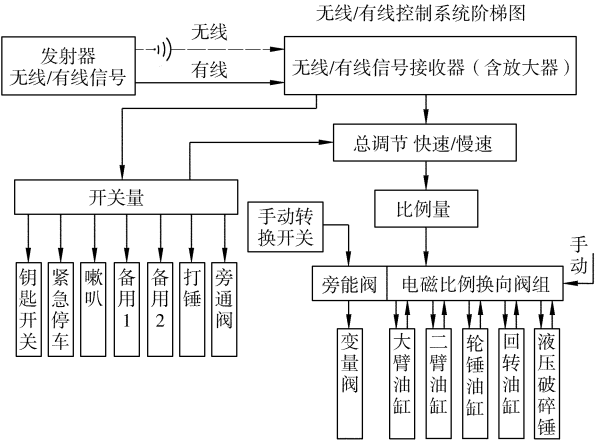 无线/有线控制系统阶梯图
发射器
无线/有线信号
无线
有线
无线/有线信号接收器（含放大器）
总调节 快速/慢速
开关量
比例量
手动转
换开关
手动
旁能阀
电磁比例换向阀组
钥匙开关
紧急停车
嗽叭
备用1
备用2
打锤
旁通阀
变量阀
大臂油缸
二臂油缸
轮锤油缸
回转油缸
液压破碎锤